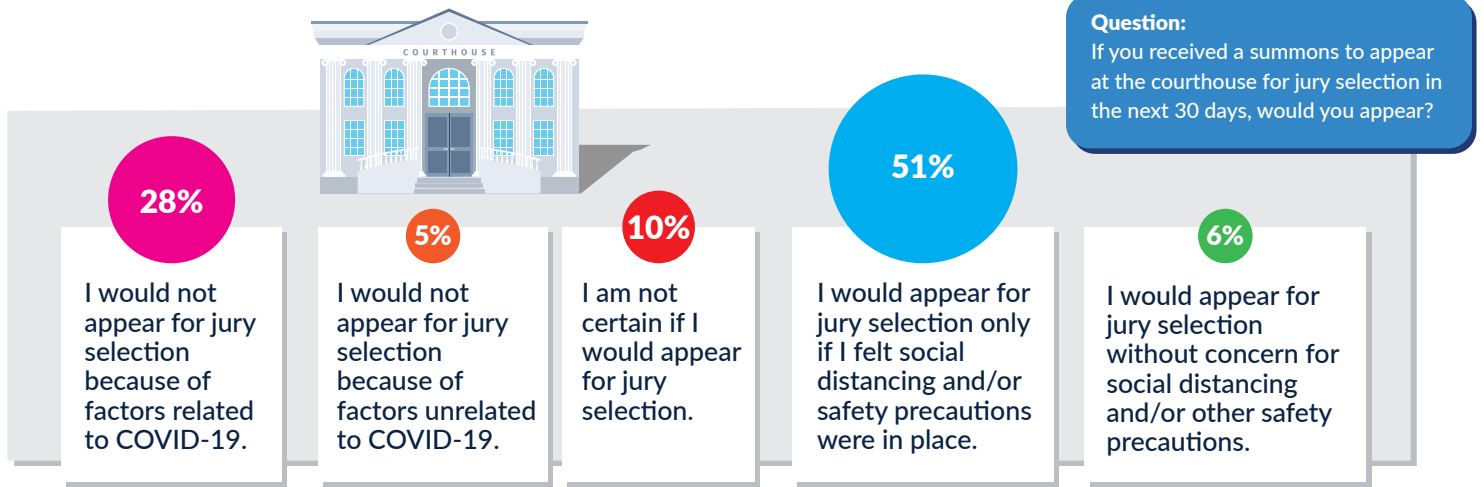 COURTHOUSE
Question:
If you received a summons to appear
at the courthouse for jury selection in
the next 30 days, would you appear?
28%
I would not
appear for jury
selection
because of
factors related
to COVID-19.
5%
I would not
appear for jury
selection
because of
factors unrelated
to COVID-19.
10%
I am not
certain if I
would appear
for jury
selection.
51%
I would appear for
jury selection only
if I felt social
distancing and/or
safety precautions
were in place.
6%
I would appear for
jury selection
without concern for
social distancing
and/or other safety
precautions.